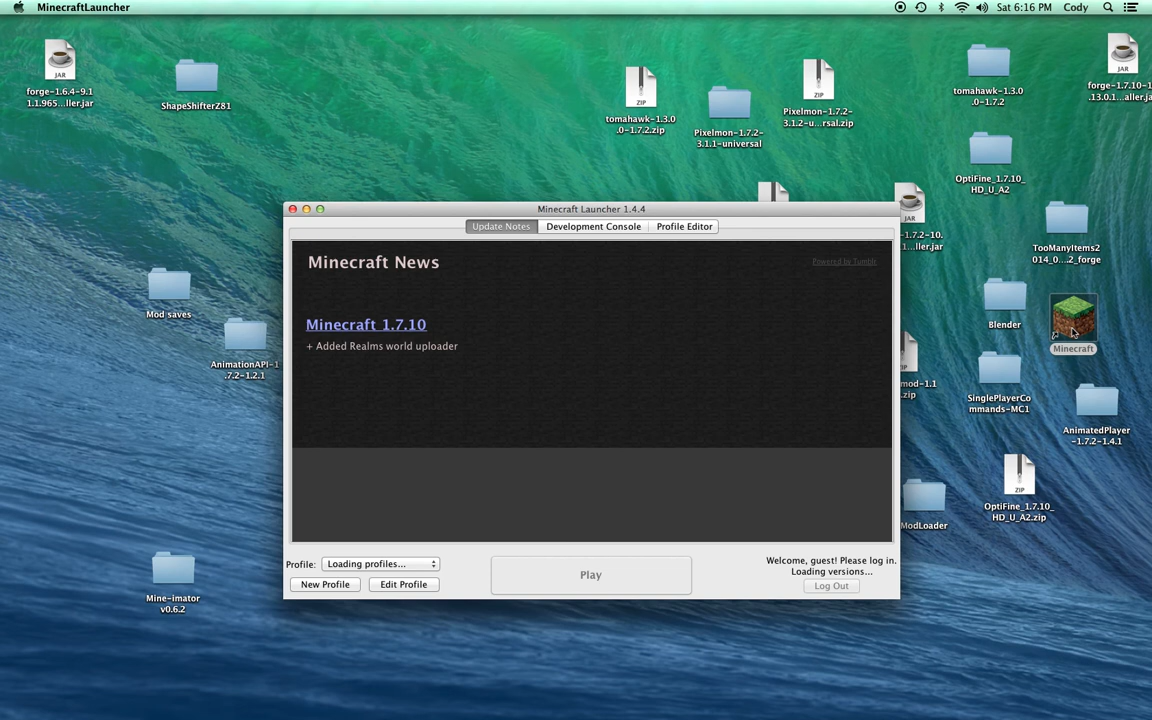 MinecraftLauncher
Sat 6:16 PM
Cody
JAR
forge-1.6.4-9.1
1.1.965...ller.jar
ShapeShifterZ81
ZIP
tomahawk-1.3.0
.0-1.7.2.zip
Pixelmon-1.7.2-
3.1.1-universal
ZIP
Pixelmon-1.7.2-
3.1.2-u...rsal.zip
tomahawk-1.3.0
.0-1.7.2
JAR
forge-1.7.10-1
.13.0.1...aller.ja
OptiFine_1.7.10_
HD_U_A2
JAR
-1.7.2-10.
1...ller.jar
TooManyItems2
014_0...2_forge
Mod saves
AnimationAPI-1
.7.2-1.2.1
Blender
Minecraft
ZIP
mod-1.1
.zip
SinglePlayerCo
mmands-MC1
AnimatedPlayer
-1.7.2-1.4.1
ModLoader
ZIP
OptiFine_1.7.10_
HD_U_A2.zip
Mine-imator
v0.6.2
Minecraft Launcher 1.4.4
Update Notes
Development Console
Profile Editor
Minecraft News
Powered by Tumblr
Minecraft 1.7.10
+ Added Realms world uploader
Profile:
Loading profiles...
New Profile
Edit Profile
Play
Welcome, guest! Please log in.
Loading versions...
Log Out